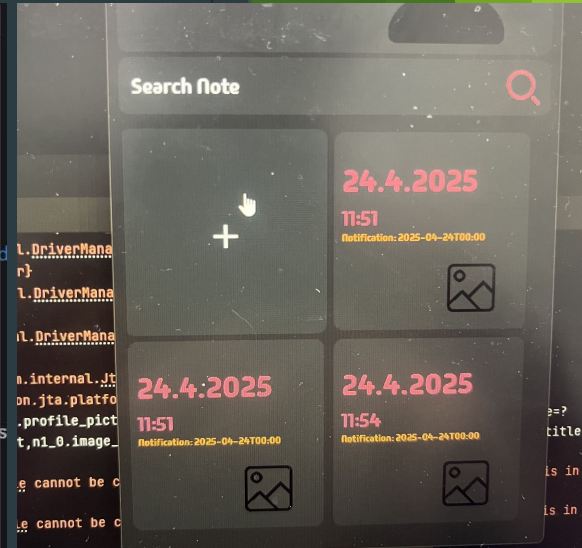 Search Note
24.4.2025
11:51
Notification: 2025-04-24T00:00
+
24.4.2025
11:51
Notification: 2025-04-24T00:00
24.4.2025
11:54
Notification: 2025-04-24T00:00
d
l.DriverMana
r}
l.DriverMana
l.DriverMana
n.internal.Jt
on.jta.platfo
.profile_pict
s t,n1_0.image_
e cannot be c
e cannot be c
e=?
title
is in
is in